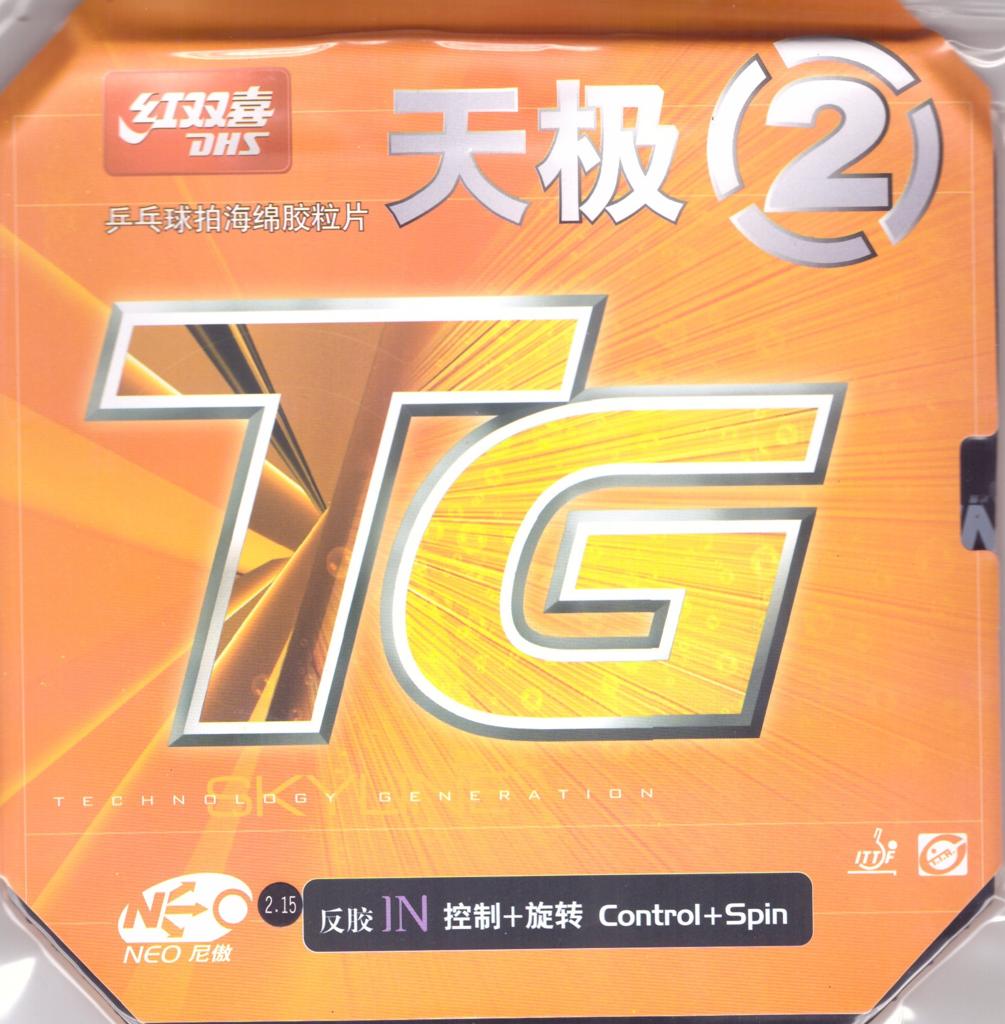 红双喜
DHS
天极 2
乒乓球拍海绵胶粒片
TG
SKYLINE
TECHNOLOGY GENERATION
ITTF
NEO
NEO 尼傲
2.15
反胶 IN 控制+旋转 Control+Spin